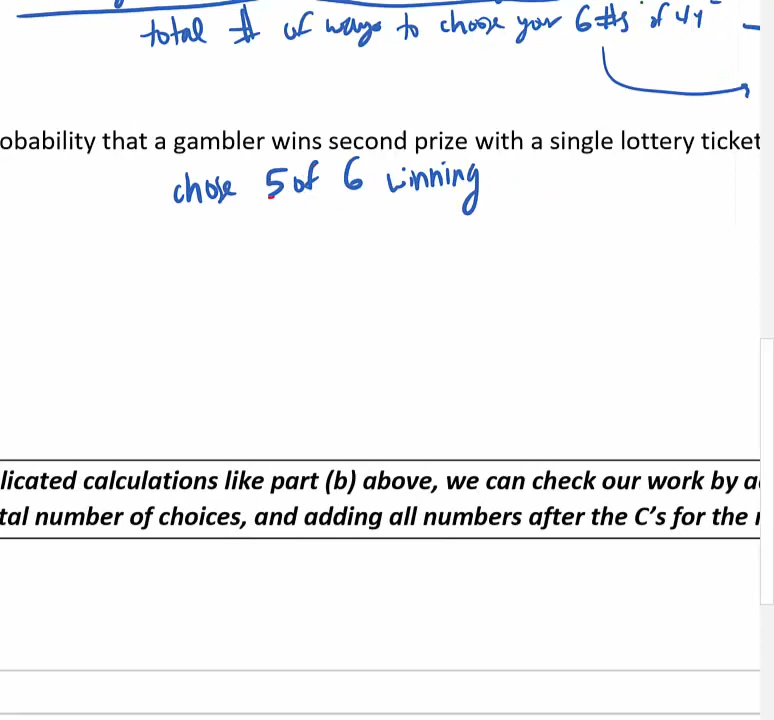 total # of ways to choose your 6 #s of 44
obability that a gambler wins second prize with a single lottery ticket
chose 5 of 6 winning
licated calculations like part (b) above, we can check our work by a
tal number of choices, and adding all numbers after the C's for the